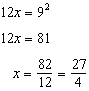 12x = 9²
12x = 81
x = 82/12 = 27/4